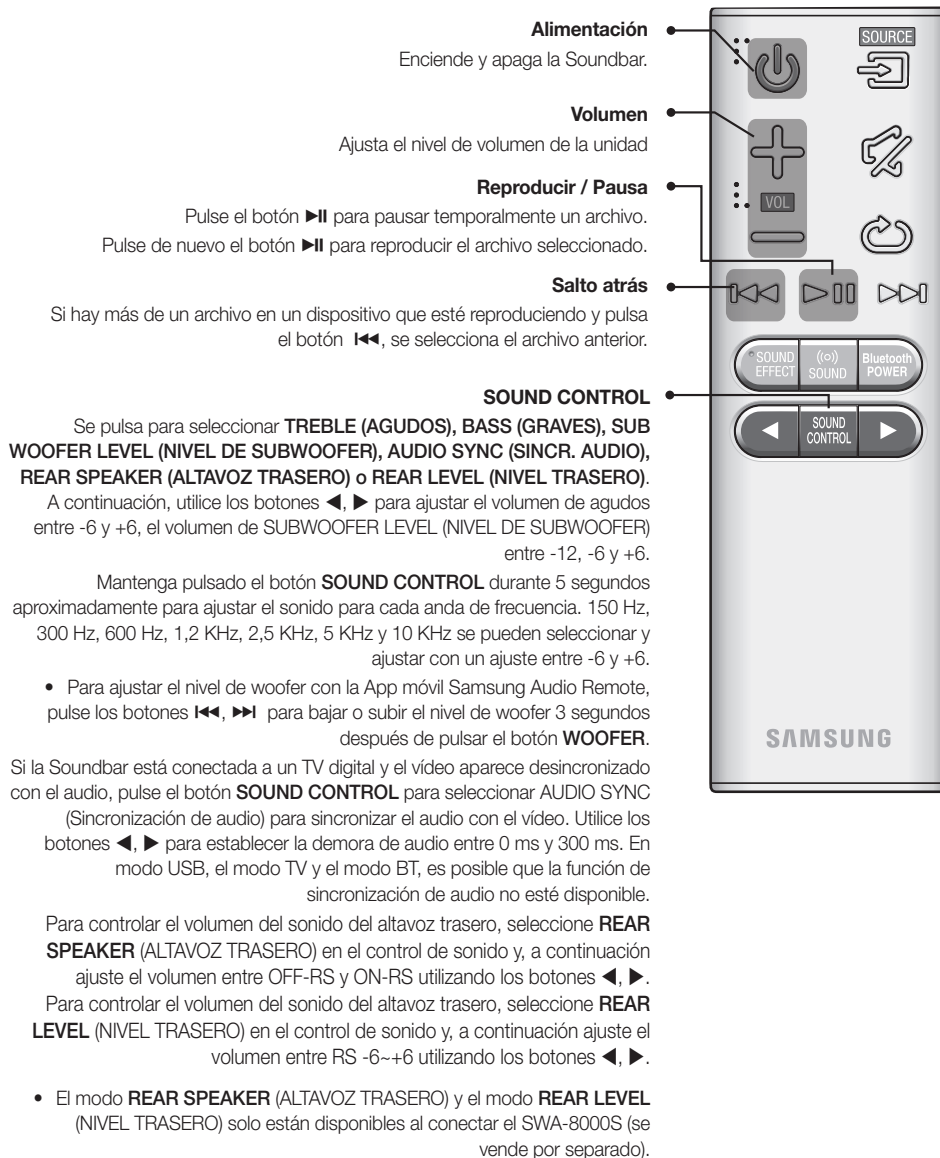 Alimentación
Enciende y apaga la Soundbar.
Volumen
Ajusta el nivel de volumen de la unidad
Reproducir / Pausa
Pulse el botón ►II para pausar temporalmente un archivo.
Pulse de nuevo el botón ►II para reproducir el archivo seleccionado.
Salto atrás
Si hay más de un archivo en un dispositivo que esté reproduciendo y pulsa
el botón I◄◄, se selecciona el archivo anterior.
SOUND CONTROL
Se pulsa para seleccionar TREBLE (AGUDOS), BASS (GRAVES), SUB
WOOFER LEVEL (NIVEL DE SUBWOOFER), AUDIO SYNC (SINCR. AUDIO),
REAR SPEAKER (ALTAVOZ TRASERO) o REAR LEVEL (NIVEL TRASERO).
A continuación, utilice los botones ◄, ► para ajustar el volumen de agudos
entre -6 y +6, el volumen de SUBWOOFER LEVEL (NIVEL DE SUBWOOFER)
entre -12, -6 y +6.
Mantenga pulsado el botón SOUND CONTROL durante 5 segundos
aproximadamente para ajustar el sonido para cada anda de frecuencia. 150 Hz,
300 Hz, 600 Hz, 1,2 KHz, 2,5 KHz, 5 KHz y 10 KHz se pueden seleccionar y
ajustar con un ajuste entre -6 y +6.
• Para ajustar el nivel de woofer con la App móvil Samsung Audio Remote,
pulse los botones I◄◄, ►►I para bajar o subir el nivel de woofer 3 segundos
después de pulsar el botón WOOFER.
Si la Soundbar está conectada a un TV digital y el vídeo aparece desincronizado
con el audio, pulse el botón SOUND CONTROL para seleccionar AUDIO SYNC
(Sincronización de audio) para sincronizar el audio con el vídeo. Utilice los
botones ◄, ► para establecer la demora de audio entre 0 ms y 300 ms. En
modo USB, el modo TV y el modo BT, es posible que la función de
sincronización de audio no esté disponible.
Para controlar el volumen del sonido del altavoz trasero, seleccione REAR
SPEAKER (ALTAVOZ TRASERO) en el control de sonido y, a continuación
ajuste el volumen entre OFF-RS y ON-RS utilizando los botones ◄, ►.
Para controlar el volumen del sonido del altavoz trasero, seleccione REAR
LEVEL (NIVEL TRASERO) en el control de sonido y, a continuación ajuste el
volumen entre RS -6~+6 utilizando los botones ◄, ►.
• El modo REAR SPEAKER (ALTAVOZ TRASERO) y el modo REAR LEVEL
(NIVEL TRASERO) solo están disponibles al conectar el SWA-8000S (se
vende por separado).
SOURCE
VOL
SOUND
EFFECT
((o))
SOUND
Bluetooth
POWER
SOUND
CONTROL
SAMSUNG